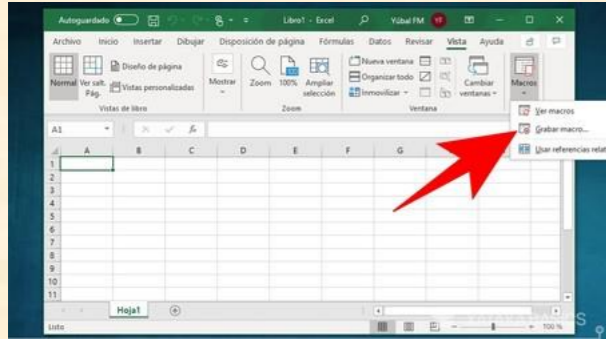 Autoguardado Libro1 - Excel Yúbal FM
Archivo Inicio Insertar Dibujar Disposición de página Fórmulas Datos Revisar Vista Ayuda
Normal Ver salt. Pág. Diseño de página
Vistas personalizadas
Mostrar Zoom 100% Ampliar selección
Nueva ventana
Organizar todo
Inmovilizar
Cambiar ventanas
Macros
Vistas de libro Zoom Ventana
Ver macros
Grabar macro...
Usar referencias relat
A1 fx
A B C D E F G
1
2
3
4
5
6
7
8
9
10
11
Hoja1
Listo 100 %